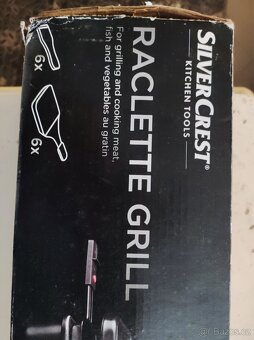 SILVERCREST®
KITCHEN TOOLS
RACLETTE GRILL
For grilling and cooking meat,
fish and vegetables au gratin
6x
6x